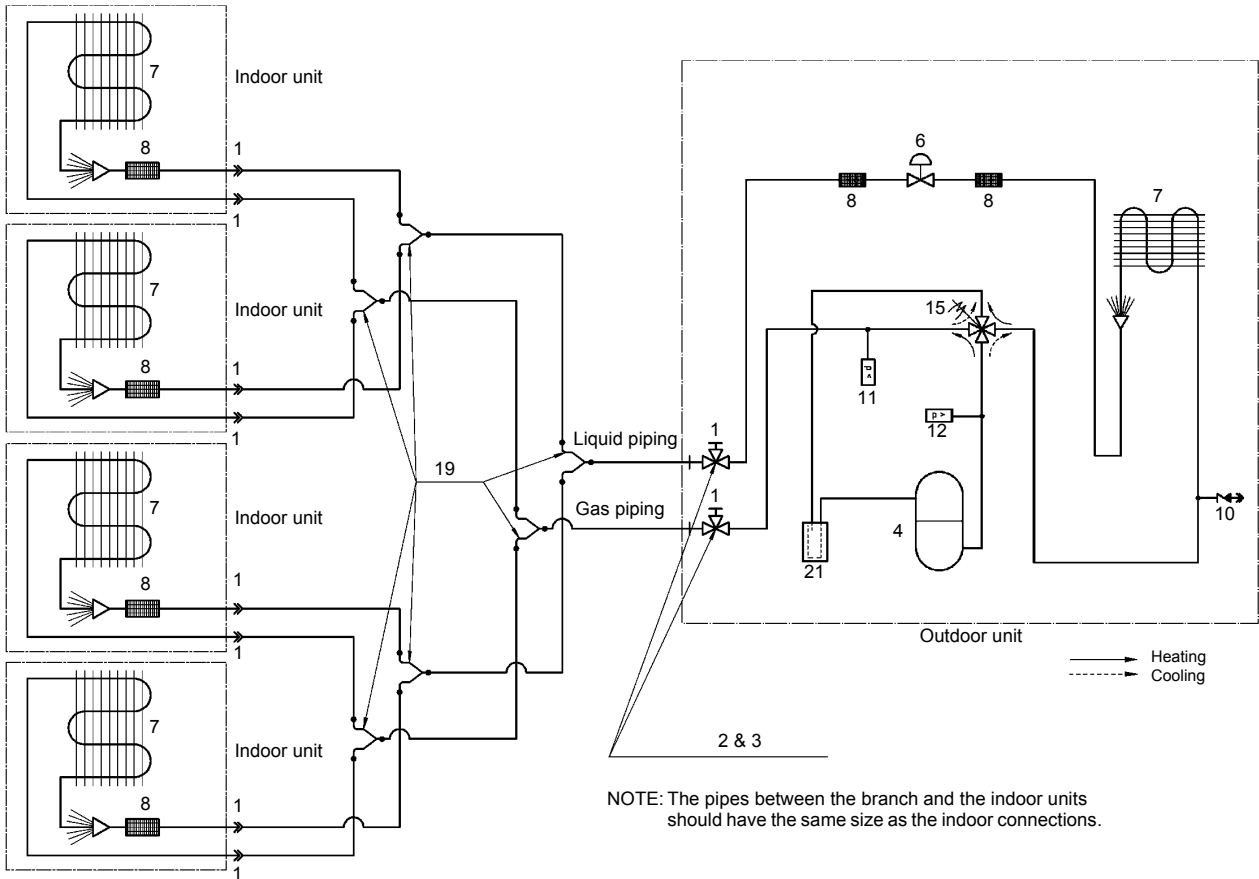 7
Indoor unit
8
1
1
7
Indoor unit
8
1
1
7
Indoor unit
8
1
1
7
Indoor unit
8
1
1
19
Liquid piping
Gas piping
1
1
2 & 3
6
8
8
7
15
p <
11
p <
12
4
21
10
Outdoor unit
Heating
Cooling
NOTE: The pipes between the branch and the indoor units
should have the same size as the indoor connections.